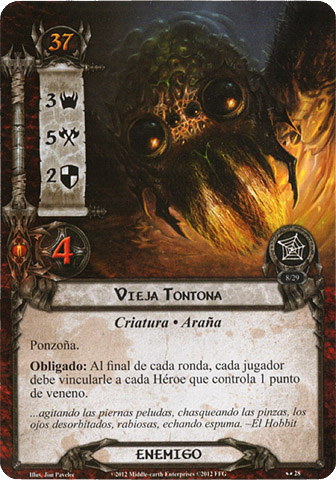 37
3
5
2
4
8/29
Vieja Tontona
Criatura • Araña
Ponzoña.
Obligado: Al final de cada ronda, cada jugador
debe vincularle a cada Héroe que controla 1 punto
de veneno.
...agitando las piernas peludas, chasqueando las pinzas, los
ojos desorbitados, rabiosas, echando espuma. –El Hobbit
ENEMIGO
Illust. Jon Pavelec
©2012 Middle-earth Enterprises ©2012 FFG
28